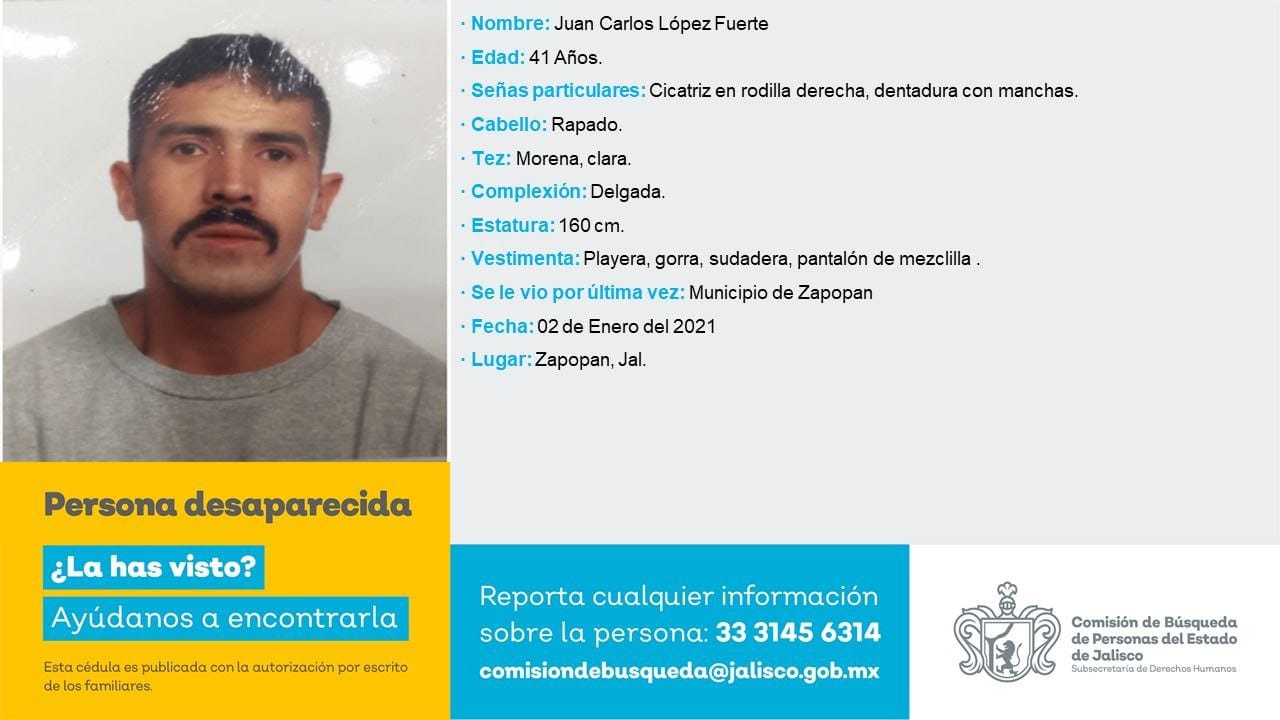 · Nombre: Juan Carlos López Fuerte
· Edad: 41 Años.
· Señas particulares: Cicatriz en rodilla derecha, dentadura con manchas.
· Cabello: Rapado.
· Tez: Morena, clara.
· Complexión: Delgada.
· Estatura: 160 cm.
· Vestimenta: Playera, gorra, sudadera, pantalón de mezclilla .
· Se le vio por última vez: Municipio de Zapopan
· Fecha: 02 de Enero del 2021
· Lugar: Zapopan, Jal.
Persona desaparecida
¿La has visto?
Ayúdanos a encontrarla
Esta cédula es publicada con la autorización por escrito
de los familiares.
Reporta cualquier información
sobre la persona: 33 3145 6314
comisiondebusqueda@jalisco.gob.mx
Comisión de Búsqueda
de Personas del Estado
de Jalisco
Subsecretaría de Derechos Humanos